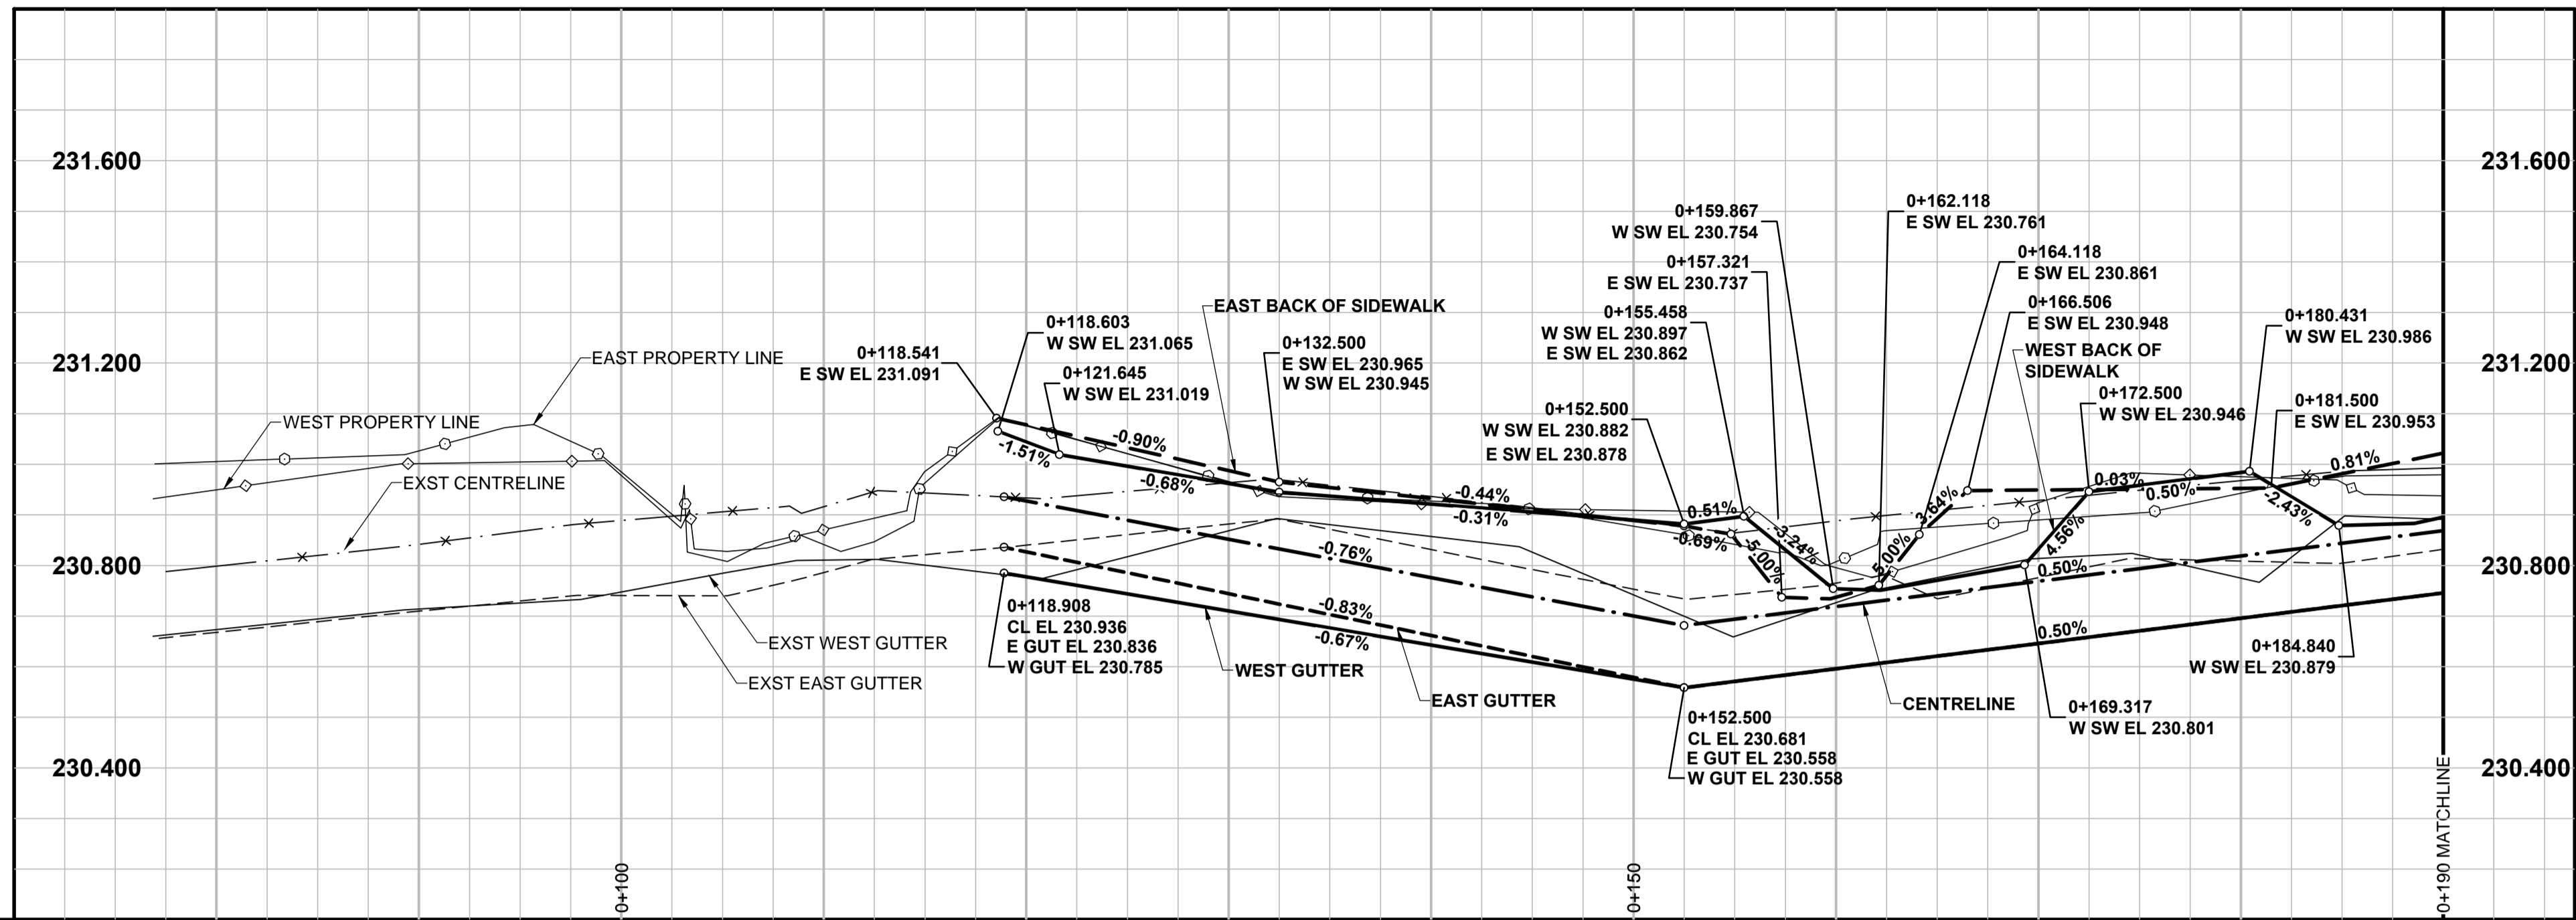 231.600
231.600
0+159.867
W SW EL 230.754
0+162.118
E SW EL 230.761
0+157.321
E SW EL 230.737
0+164.118
E SW EL 230.861
0+155.458
W SW EL 230.897
E SW EL 230.862
0+166.506
E SW EL 230.948
EAST BACK OF SIDEWALK
0+118.603
W SW EL 231.065
0+180.431
W SW EL 230.986
231.200
231.200
EAST PROPERTY LINE
0+118.541
E SW EL 231.091
0+132.500
E SW EL 230.965
W SW EL 230.945
WEST BACK OF
SIDEWALK
0+121.645
W SW EL 231.019
0+172.500
W SW EL 230.946
0+181.500
E SW EL 230.953
0+152.500
W SW EL 230.882
E SW EL 230.878
WEST PROPERTY LINE
EXST CENTRELINE
-0.90%
-1.51%
-0.68%
-0.44%
-0.31%
0.51%
-0.69%
-5.00%
-3.24%
5.00%
3.64%
4.56%
0.03%
0.50%
-2.43%
0.81%
-0.76%
0.50%
230.800
230.800
-0.83%
-0.67%
0.50%
0+118.908
CL EL 230.936
E GUT EL 230.836
W GUT EL 230.785
EXST WEST GUTTER
EXST EAST GUTTER
WEST GUTTER
EAST GUTTER
CENTRELINE
0+184.840
W SW EL 230.879
0+169.317
W SW EL 230.801
0+152.500
CL EL 230.681
E GUT EL 230.558
W GUT EL 230.558
230.400
230.400
0+100
0+150
0+190 MATCHLINE